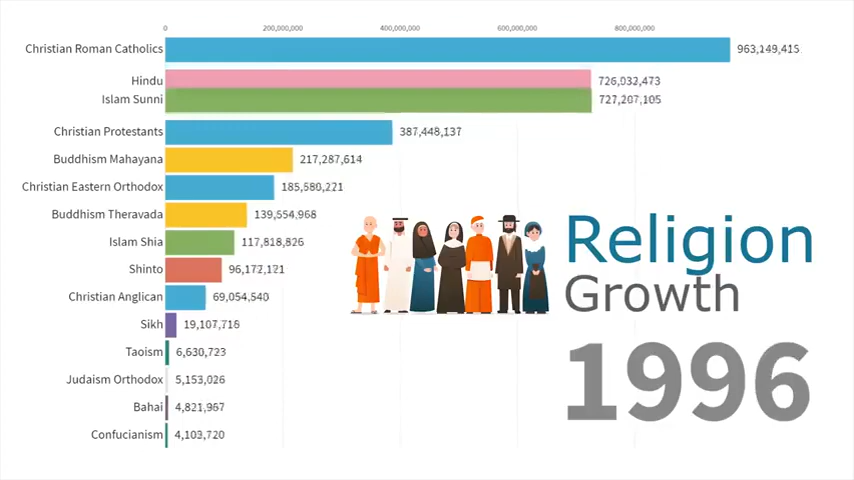 0 200,000,000 400,000,000 600,000,000 800,000,000
Christian Roman Catholics 963,149,415
Hindu 726,032,473
Islam Sunni 727,207,105
Christian Protestants 387,448,137
Buddhism Mahayana 217,287,614
Christian Eastern Orthodox 185,580,221
Buddhism Theravada 139,554,968
Islam Shia 117,818,826
Shinto 96,172,121
Christian Anglican 69,054,540
Sikh 19,107,716
Taoism 6,630,723
Judaism Orthodox 5,153,026
Bahai 4,821,967
Confucianism 4,103,720
Religion
Growth
1996